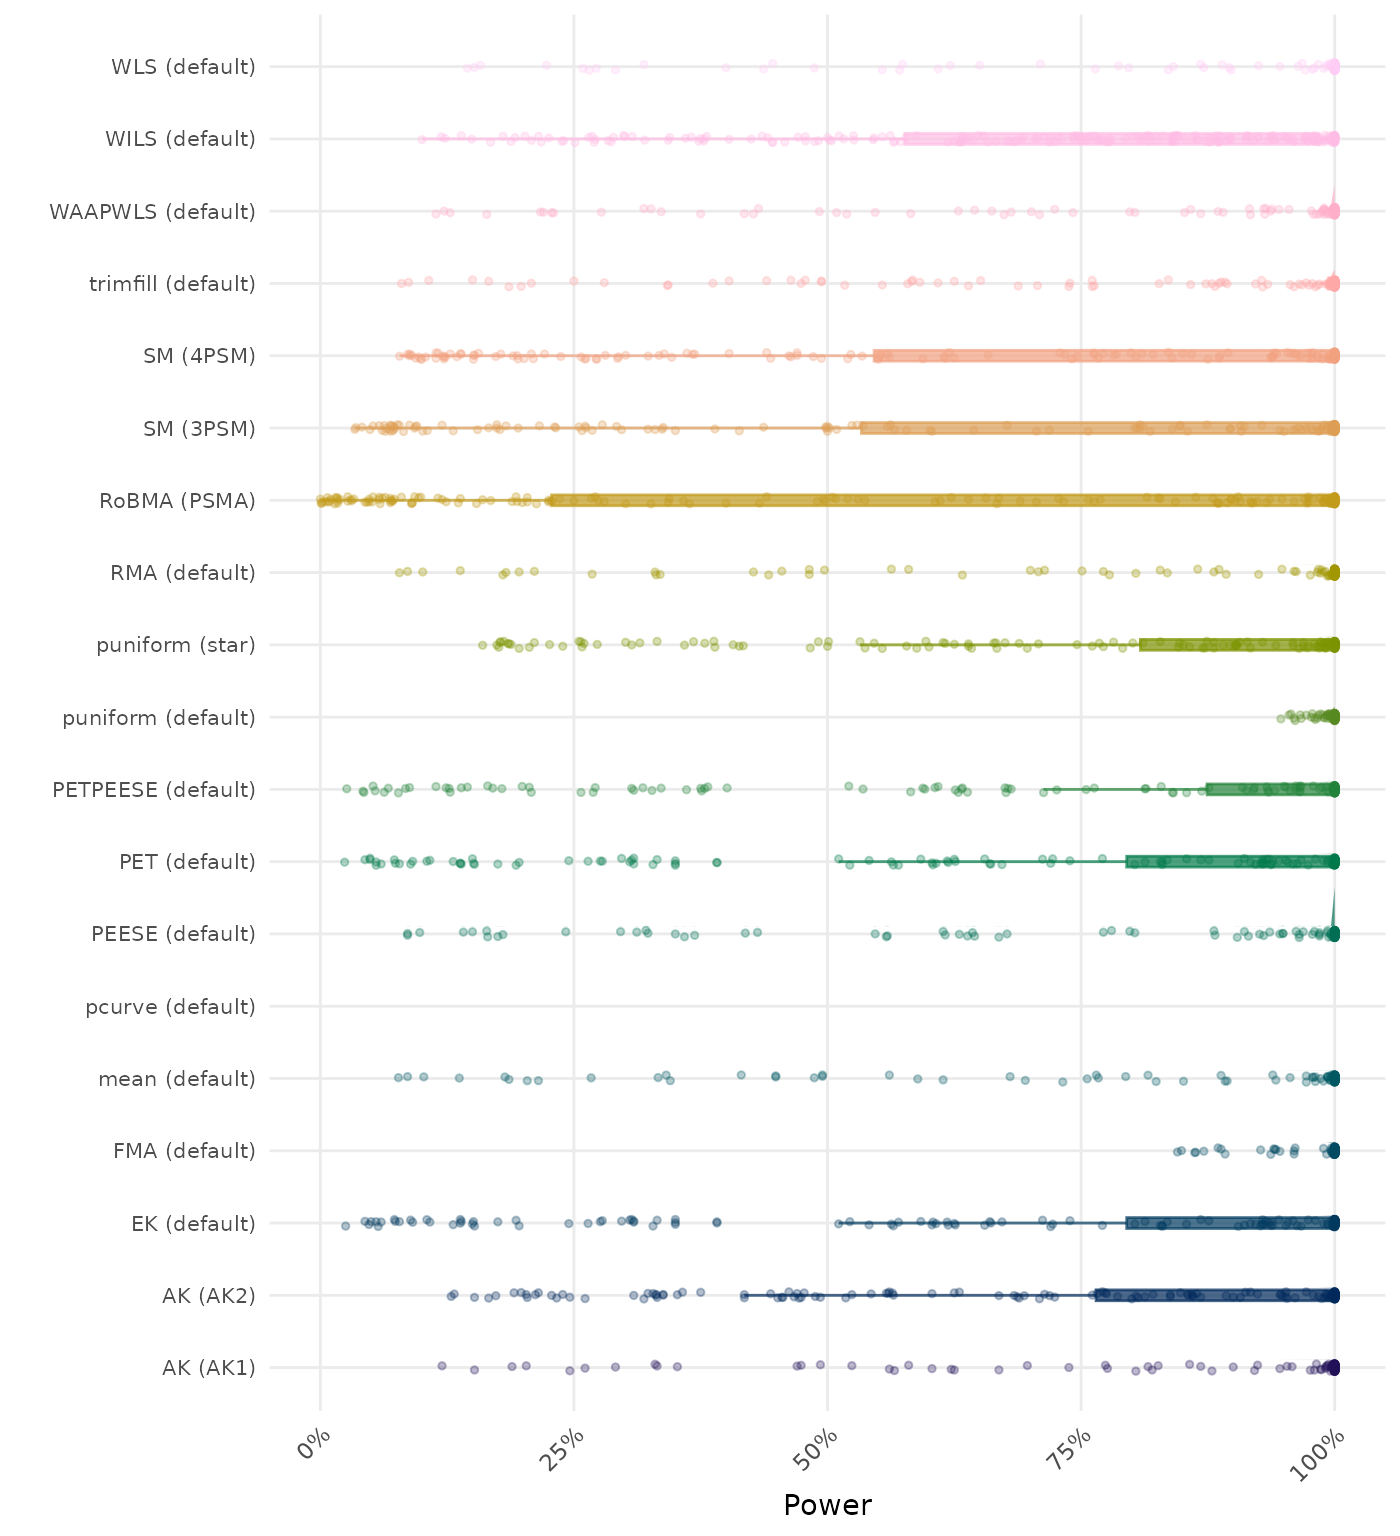 WLS (default)
WILS (default)
WAAPWLS (default)
trimfill (default)
SM (4PSM)
SM (3PSM)
RoBMA (PSMA)
RMA (default)
puniform (star)
puniform (default)
PETPEESE (default)
PET (default)
PEESE (default)
pcurve (default)
mean (default)
FMA (default)
EK (default)
AK (AK2)
AK (AK1)
0% 25% 50% 75% 100%
Power